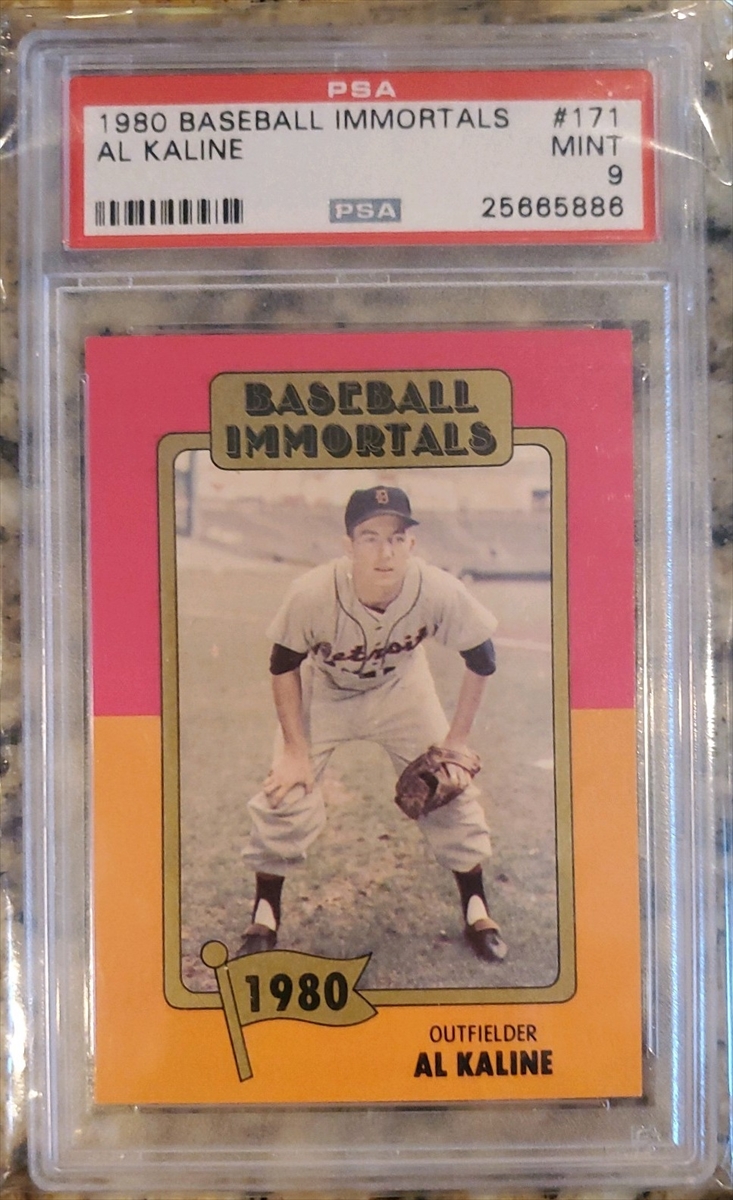 PSA
1980 BASEBALL IMMORTALS #171
AL KALINE MINT
9
PSA 25665886
BASEBALL
IMMORTALS
Detroit
1980
OUTFIELDER
AL KALINE